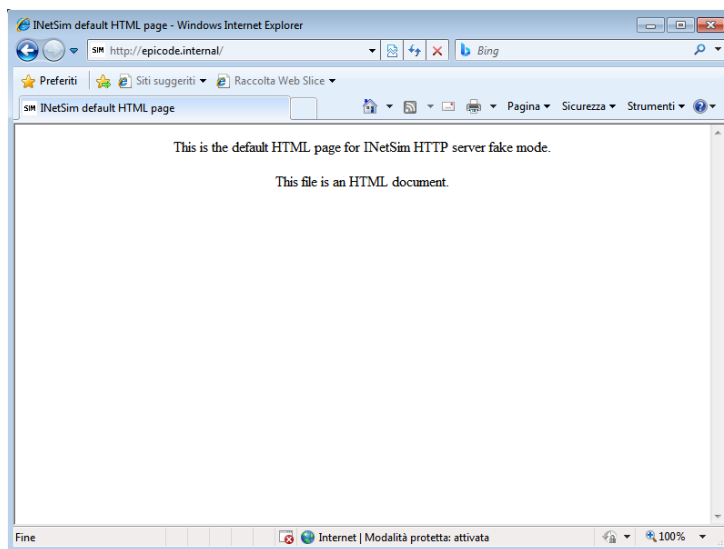 INetSim default HTML page - Windows Internet Explorer
SIM http://epicode.internal/ Bing
Preferiti Siti suggeriti Raccolta Web Slice
SIM INetSim default HTML page Pagina Sicurezza Strumenti
This is the default HTML page for INetSim HTTP server fake mode.
This file is an HTML document.
Fine Internet | Modalità protetta: attivata 100%